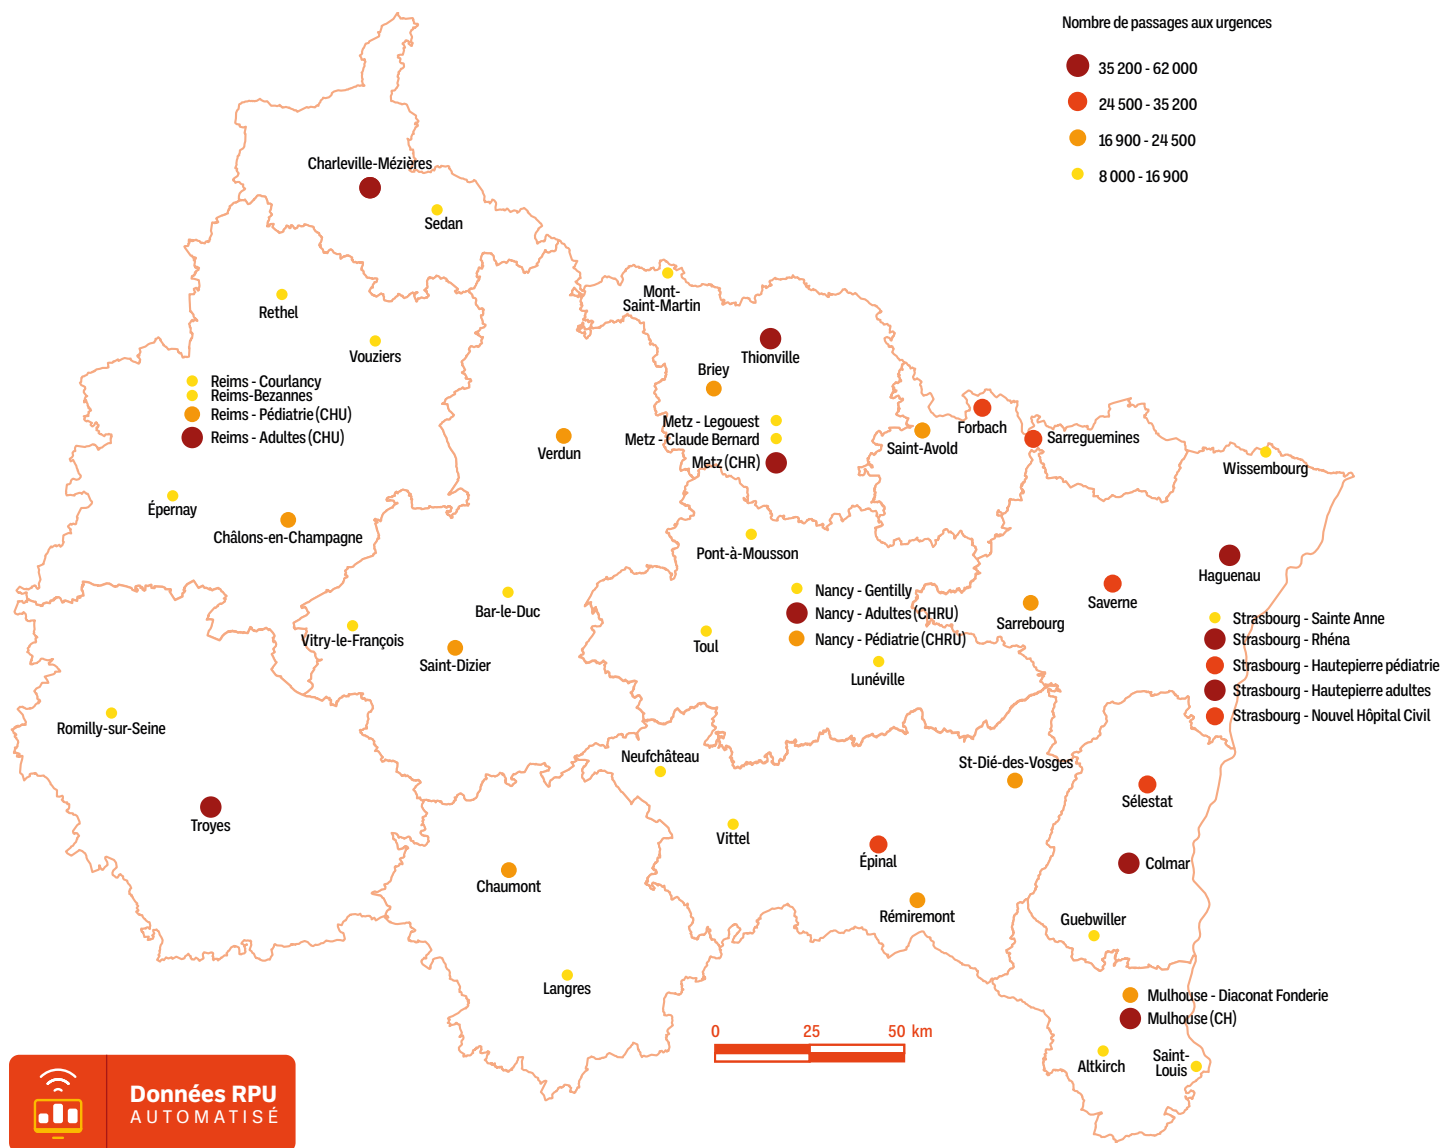 Nombre de passages aux urgences
35 200 - 62 000
24 500 - 35 200
16 900 - 24 500
8 000 - 16 900
Charleville-Mézières
Sedan
Rethel
Vouziers
Mont-
Saint-Martin
Thionville
Briey
Reims - Courlancy
Reims-Bezannes
Reims - Pédiatrie (CHU)
Reims - Adultes (CHU)
Verdun
Metz - Legouest
Metz - Claude Bernard
Metz (CHR)
Saint-Avold
Forbach
Sarreguemines
Wissembourg
Épernay
Châlons-en-Champagne
Pont-à-Mousson
Haguenau
Saverne
Sarrebourg
Bar-le-Duc
Vitry-le-François
Saint-Dizier
Toul
Nancy - Gentilly
Nancy - Adultes (CHRU)
Nancy - Pédiatrie (CHRU)
Lunéville
Strasbourg - Sainte Anne
Strasbourg - Rhéna
Strasbourg - Hautepierre pédiatrie
Strasbourg - Hautepierre adultes
Strasbourg - Nouvel Hôpital Civil
Romilly-sur-Seine
Troyes
Neufchâteau
Vittel
St-Dié-des-Vosges
Sélestat
Épinal
Colmar
Chaumont
Rémiremont
Guebwiller
Langres
Mulhouse - Diaconat Fonderie
Mulhouse (CH)
Altkirch
Saint-
Louis
0 25 50 km
Données RPU
AUTOMATISÉ